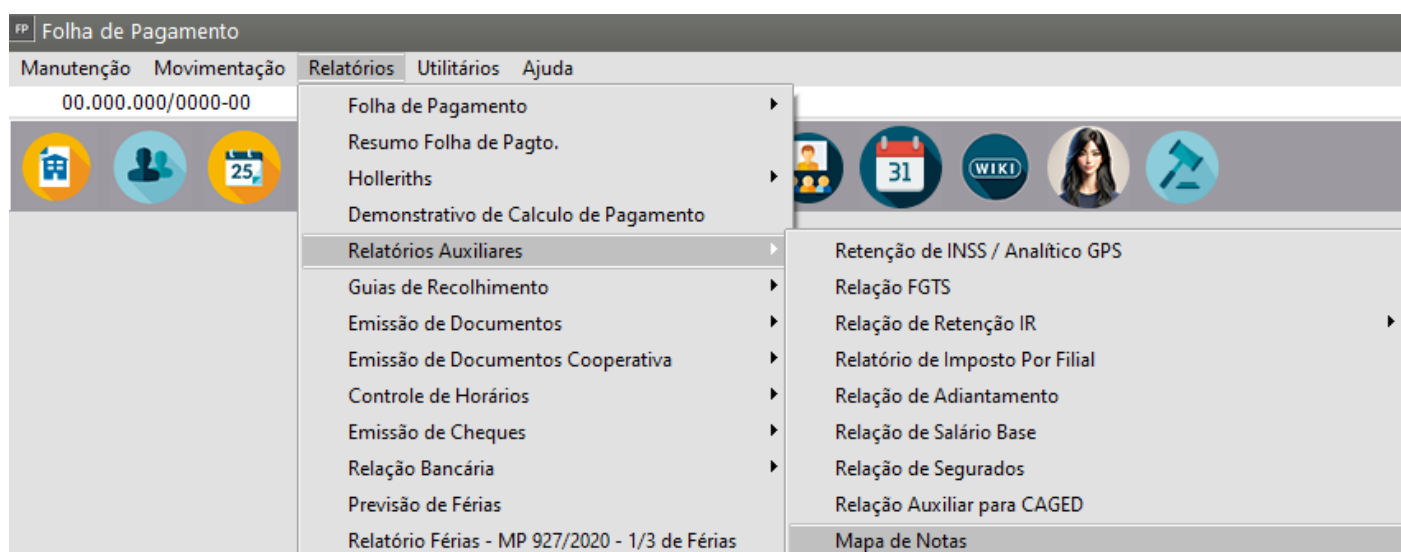 FP Folha de Pagamento
Manutenção Movimentação Relatórios Utilitários Ajuda
00.000.000/0000-00
25
31
WIKI
Folha de Pagamento
Resumo Folha de Pagto.
Holleriths
Demonstrativo de Calculo de Pagamento
Relatórios Auxiliares
Guias de Recolhimento
Emissão de Documentos
Emissão de Documentos Cooperativa
Controle de Horários
Emissão de Cheques
Relação Bancária
Previsão de Férias
Relatório Férias - MP 927/2020 - 1/3 de Férias
Retenção de INSS / Analítico GPS
Relação FGTS
Relação de Retenção IR
Relatório de Imposto Por Filial
Relação de Adiantamento
Relação de Salário Base
Relação de Segurados
Relação Auxiliar para CAGED
Mapa de Notas